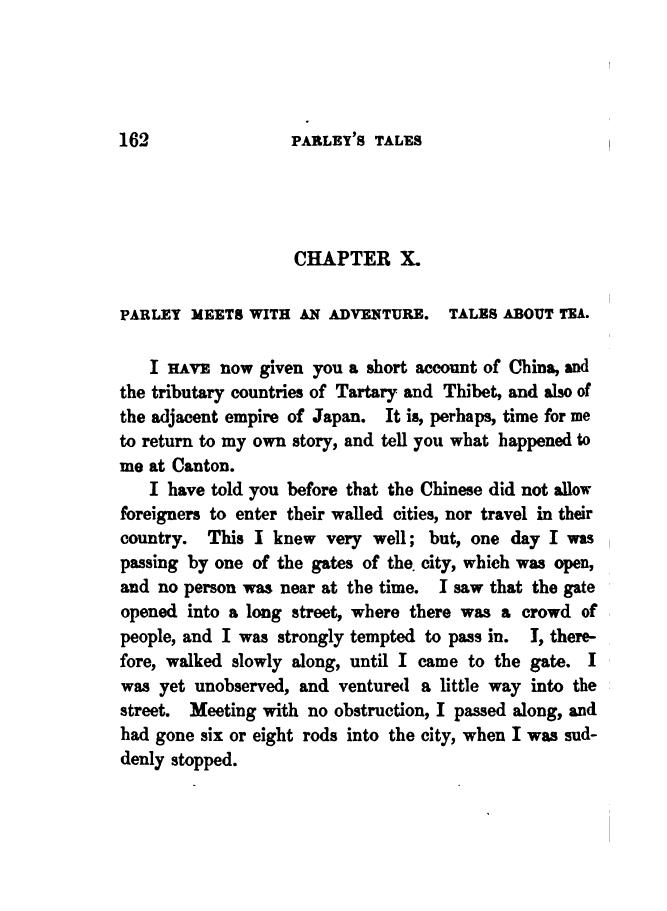 162 PARLEY'S TALES
CHAPTER X.
PARLEY MEETS WITH AN ADVENTURE. TALES ABOUT TEA.
I HAVE now given you a short account of China, and
the tributary countries of Tartary and Thibet, and also of
the adjacent empire of Japan. It is, perhaps, time for me
to return to my own story, and tell you what happened to
me at Canton.
I have told you before that the Chinese did not allow
foreigners to enter their walled cities, nor travel in their
country. This I knew very well; but, one day I was
passing by one of the gates of the city, which was open,
and no person was near at the time. I saw that the gate
opened into a long street, where there was a crowd of
people, and I was strongly tempted to pass in. I, there-
fore, walked slowly along, until I came to the gate. I
was yet unobserved, and ventured a little way into the
street. Meeting with no obstruction, I passed along, and
had gone six or eight rods into the city, when I was sud-
denly stopped.